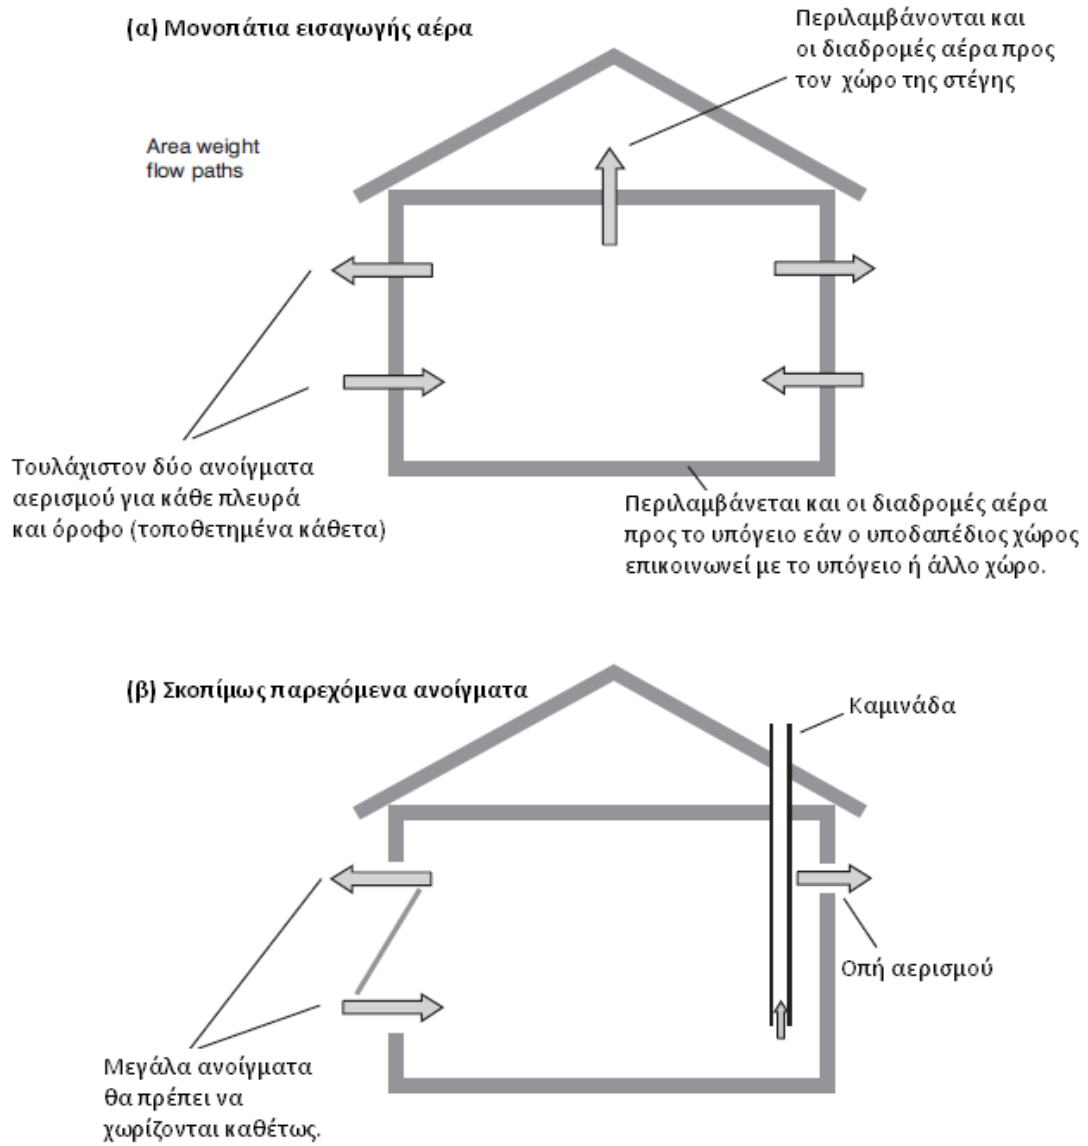 (α) Μονοπάτια εισαγωγής αέρα
Περιλαμβάνονται και
οι διαδρομές αέρα προς
τον χώρο της στέγης
Area weight
flow paths
Τουλάχιστον δύο ανοίγματα
αερισμού για κάθε πλευρά
και όροφο (τοποθετημένα κάθετα)
Περιλαμβάνεται και οι διαδρομές αέρα
προς το υπόγειο εάν ο υποδαπέδιος χώρος
επικοινωνεί με το υπόγειο ή άλλο χώρο.
(β) Σκοπίμως παρεχόμενα ανοίγματα
Καμινάδα
Οπή αερισμού
Μεγάλα ανοίγματα
θα πρέπει να
χωρίζονται καθέτως.